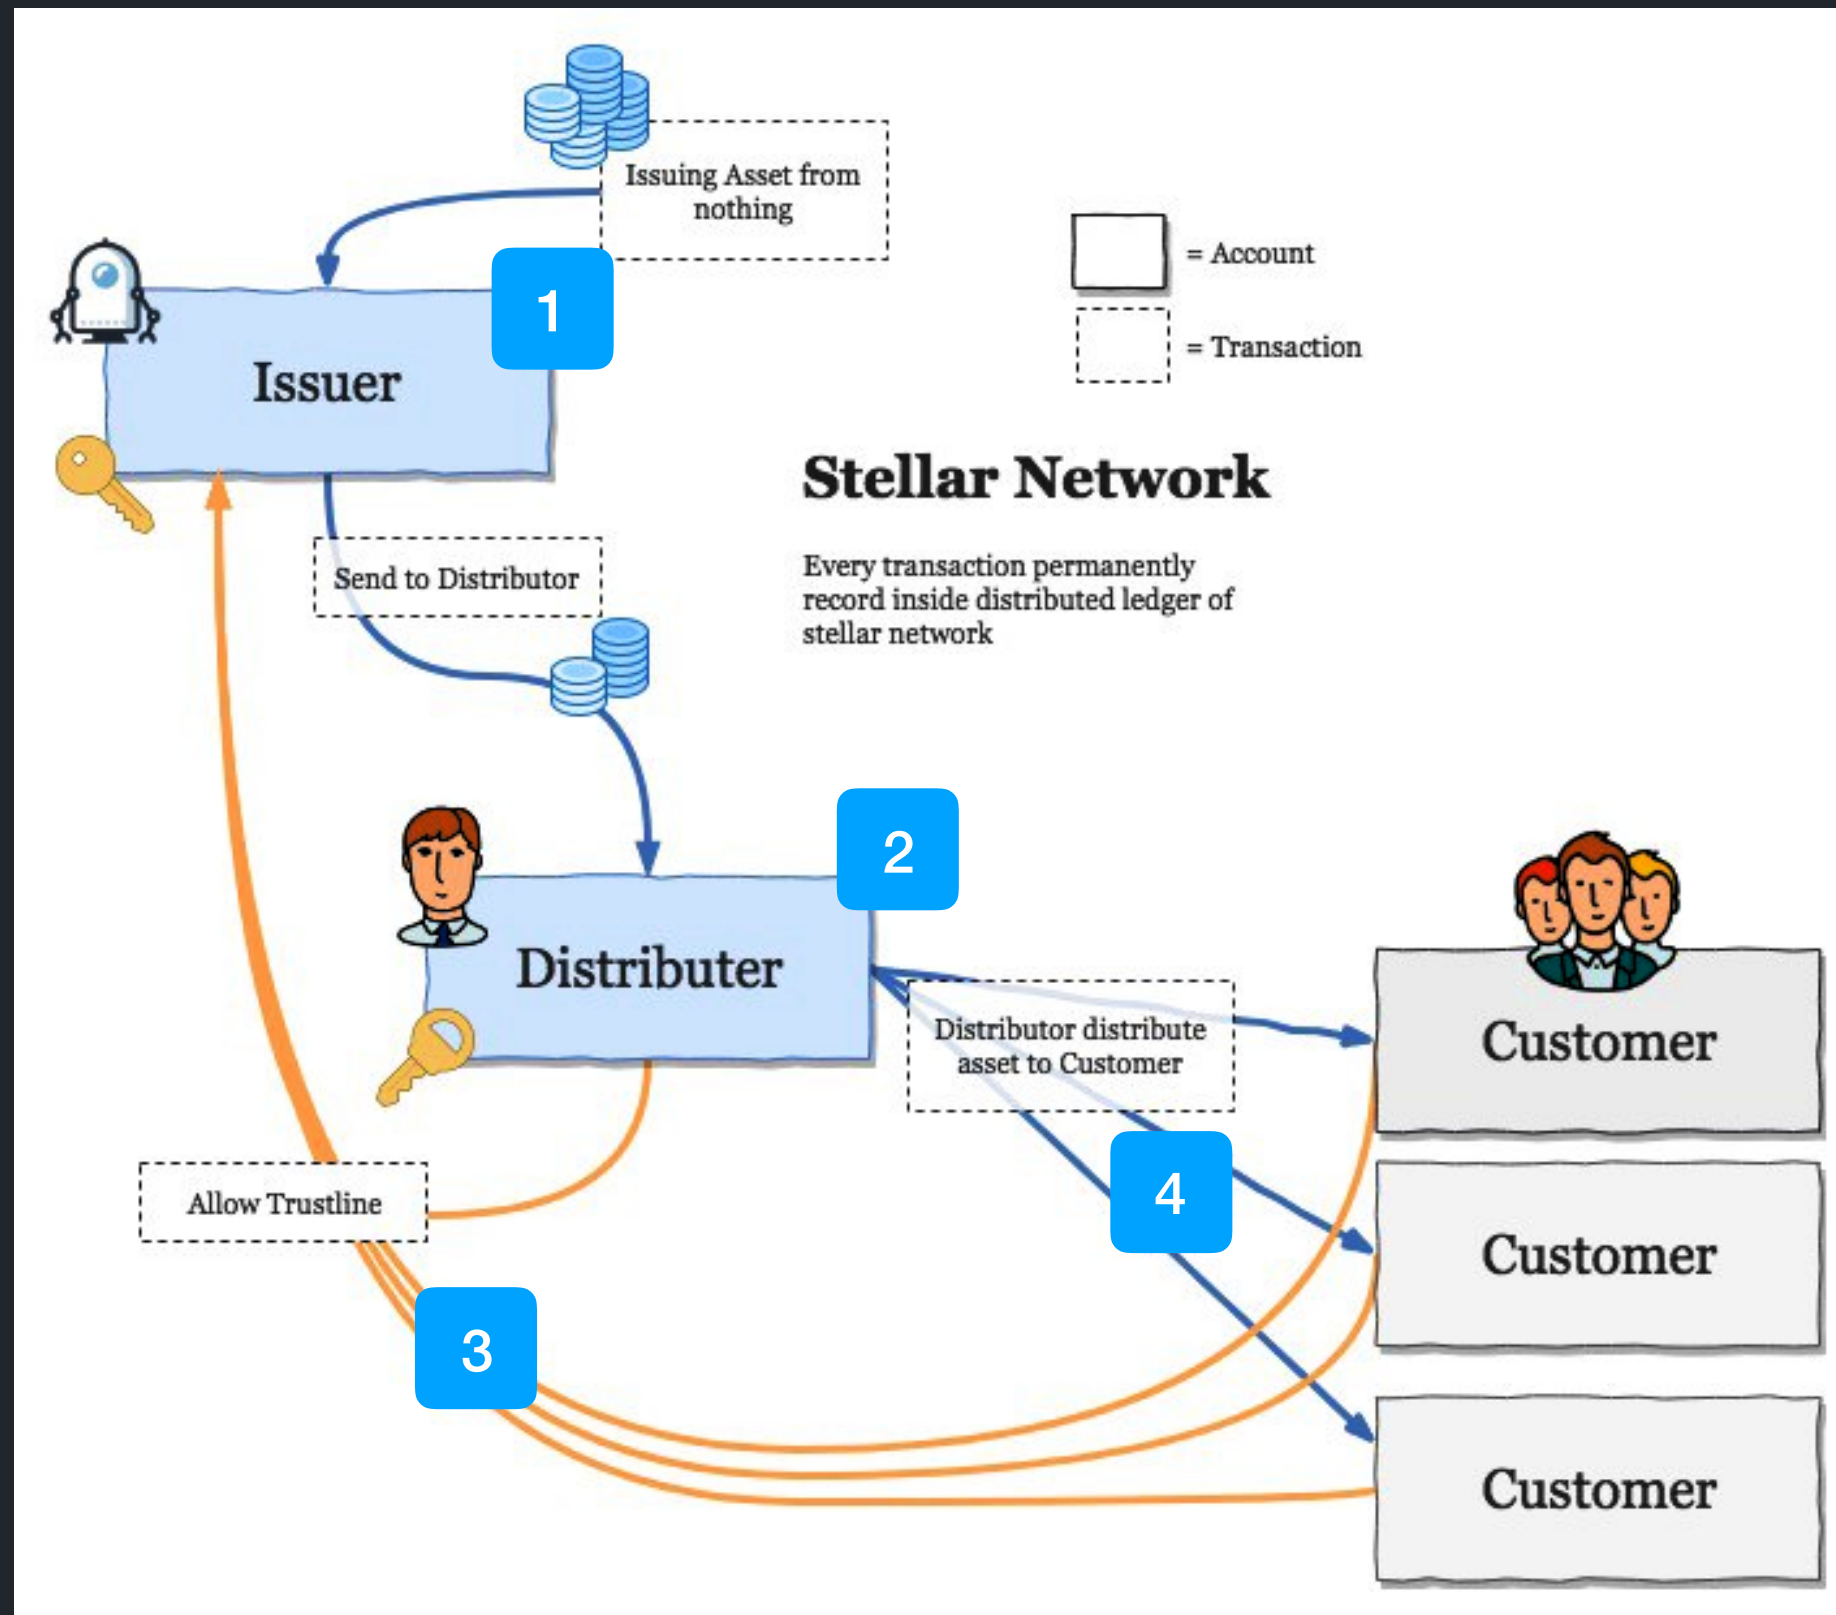 Issuing Asset from
nothing
= Account
1
= Transaction
Issuer
Stellar Network
Every transaction permanently
record inside distributed ledger of
stellar network
Send to Distributor
2
Distributer
Distributor distribute
asset to Customer
Customer
4
Allow Trustline
Customer
3
Customer